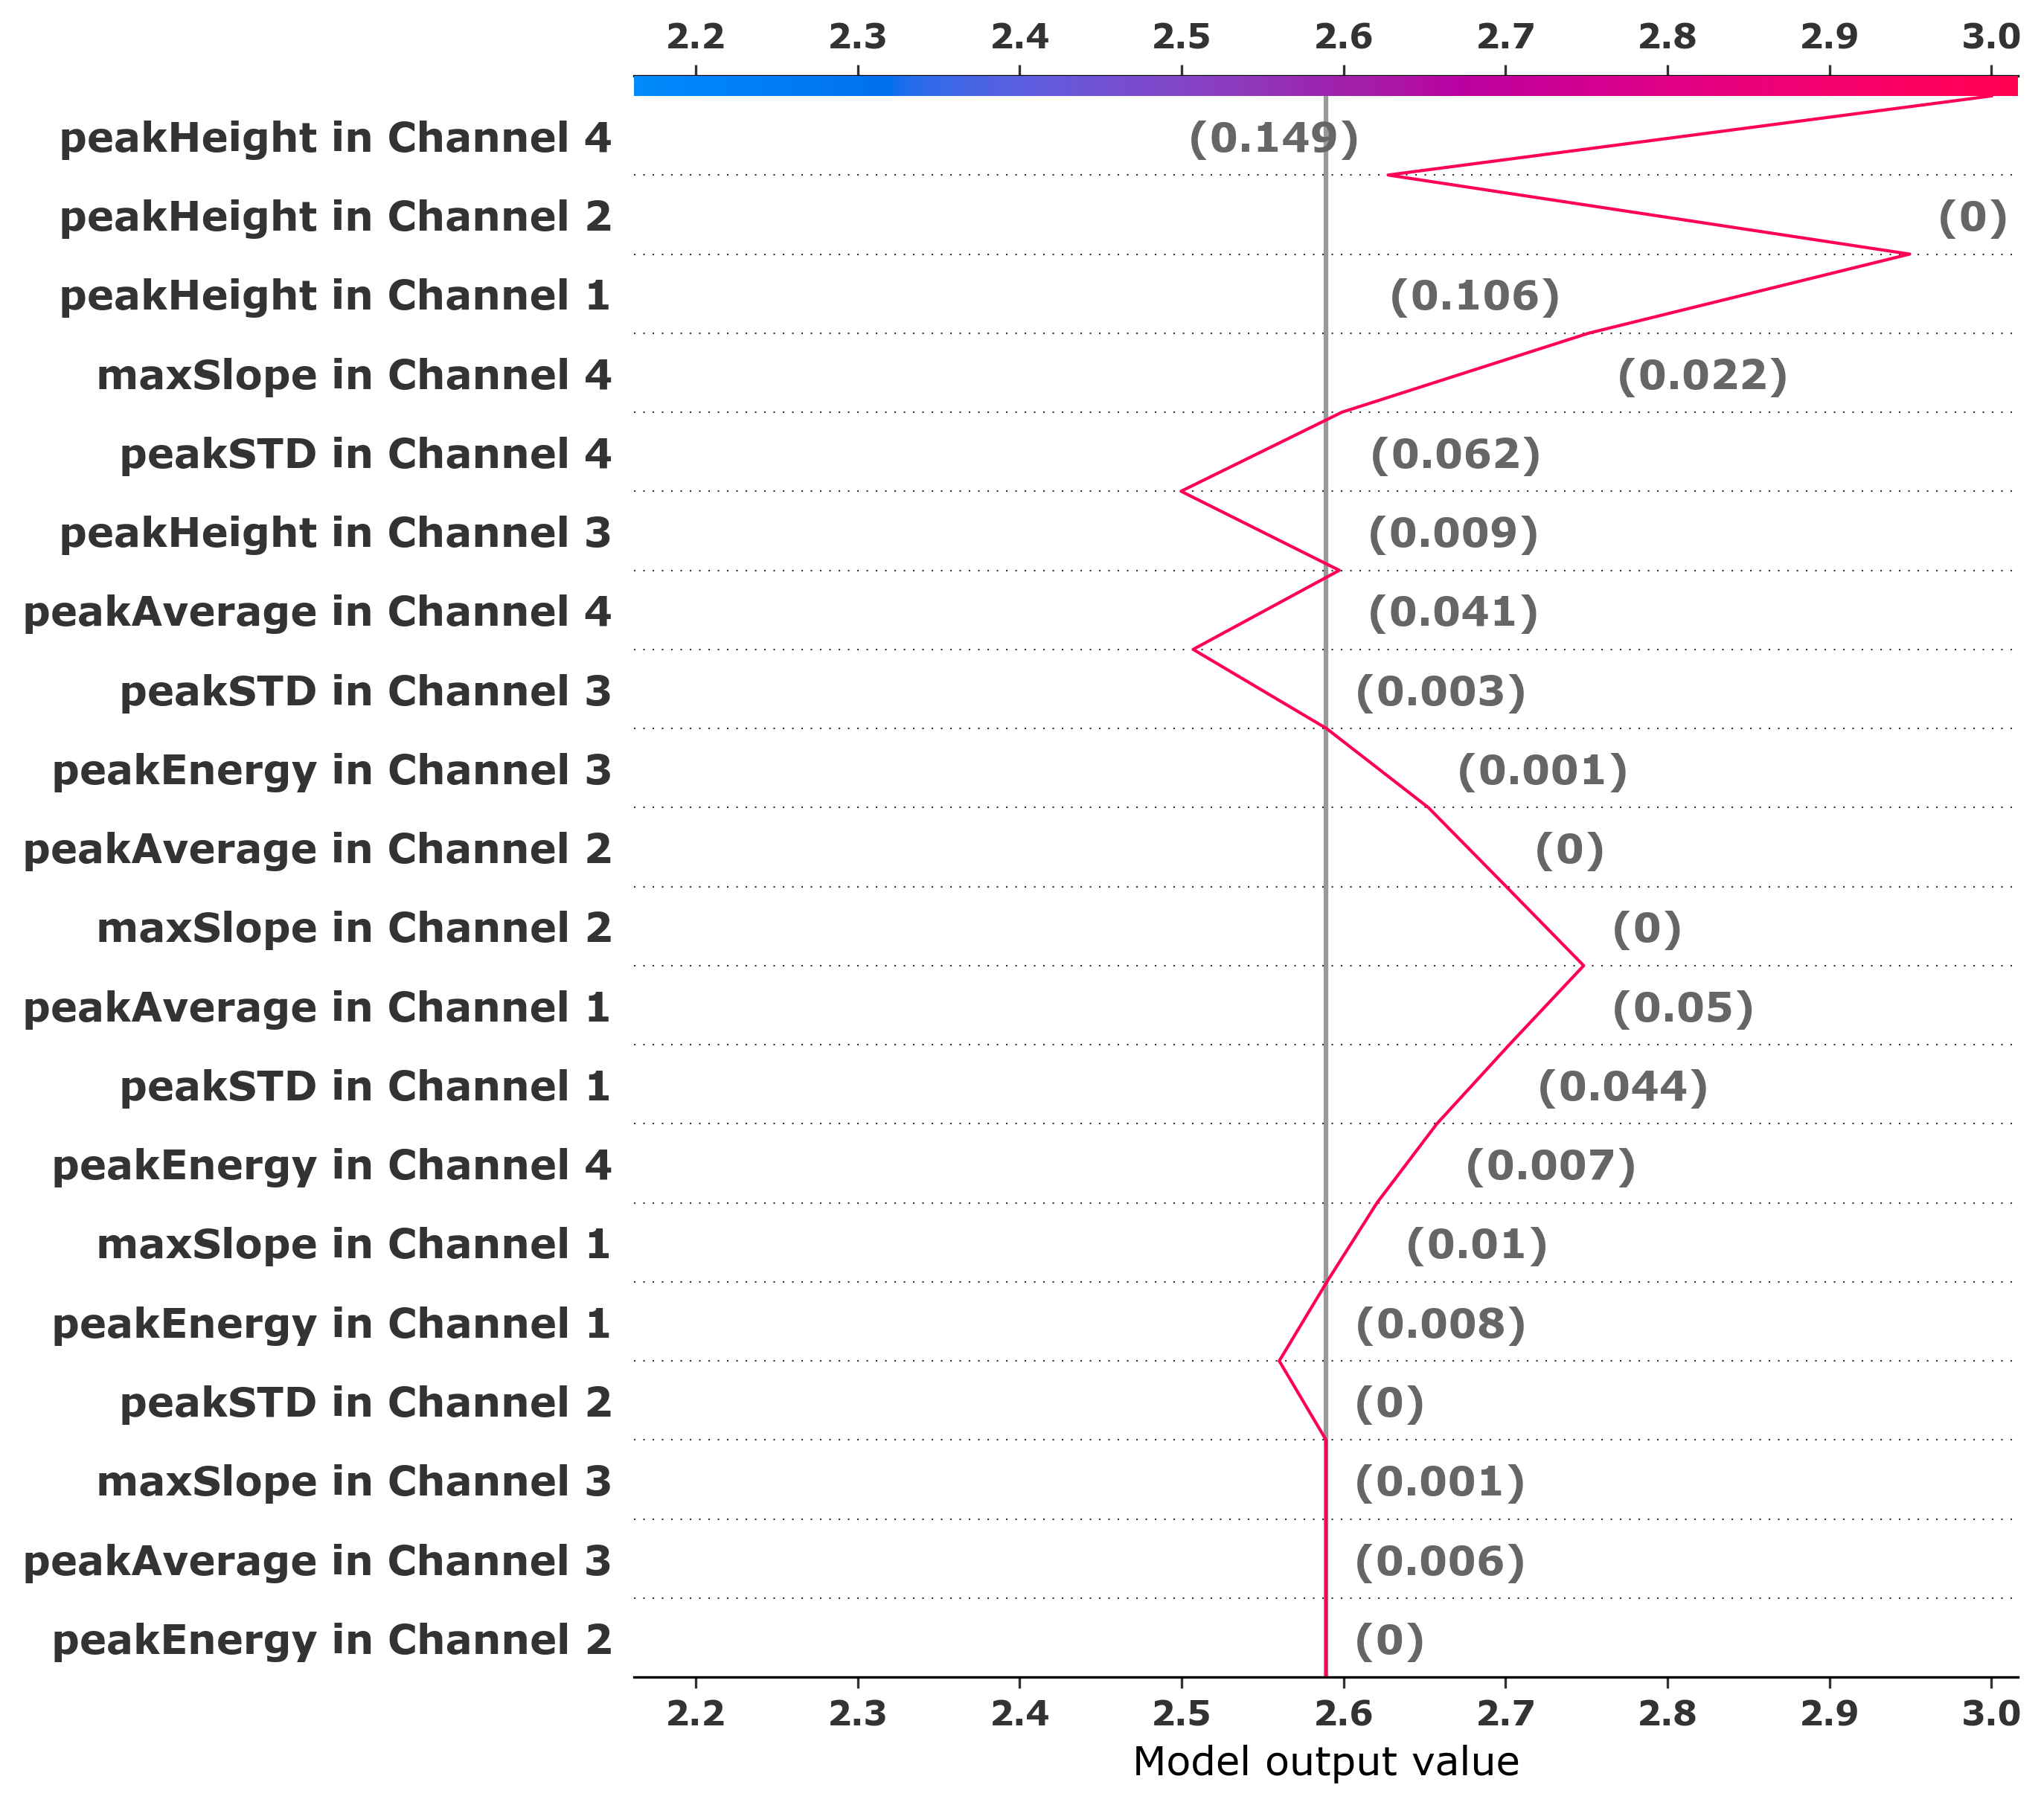 2.2 2.3 2.4 2.5 2.6 2.7 2.8 2.9 3.0
peakHeight in Channel 4 (0.149)
peakHeight in Channel 2 (0)
peakHeight in Channel 1 (0.106)
maxSlope in Channel 4 (0.022)
peakSTD in Channel 4 (0.062)
peakHeight in Channel 3 (0.009)
peakAverage in Channel 4 (0.041)
peakSTD in Channel 3 (0.003)
peakEnergy in Channel 3 (0.001)
peakAverage in Channel 2 (0)
maxSlope in Channel 2 (0)
peakAverage in Channel 1 (0.05)
peakSTD in Channel 1 (0.044)
peakEnergy in Channel 4 (0.007)
maxSlope in Channel 1 (0.01)
peakEnergy in Channel 1 (0.008)
peakSTD in Channel 2 (0)
maxSlope in Channel 3 (0.001)
peakAverage in Channel 3 (0.006)
peakEnergy in Channel 2 (0)
2.2 2.3 2.4 2.5 2.6 2.7 2.8 2.9 3.0
Model output value